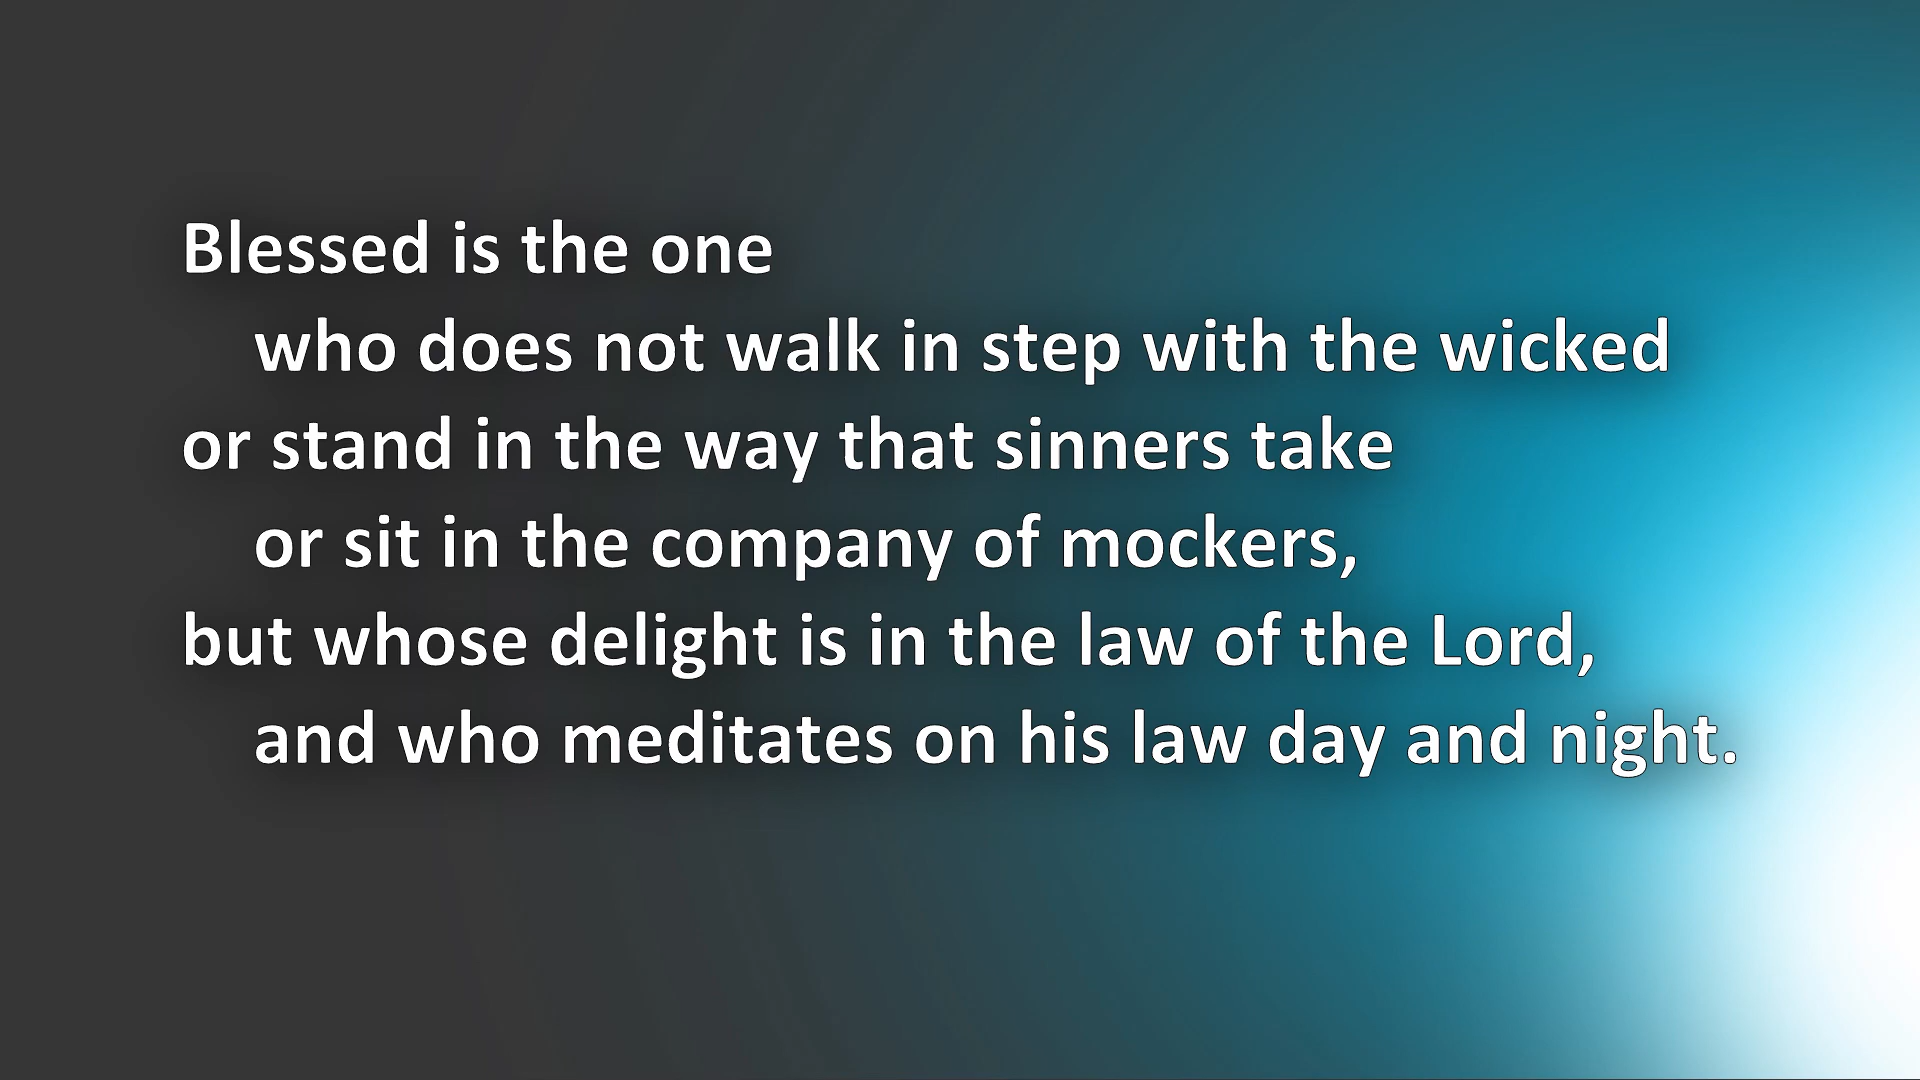 Blessed is the one
who does not walk in step with the wicked
or stand in the way that sinners take
or sit in the company of mockers,
but whose delight is in the law of the Lord,
and who meditates on his law day and night.